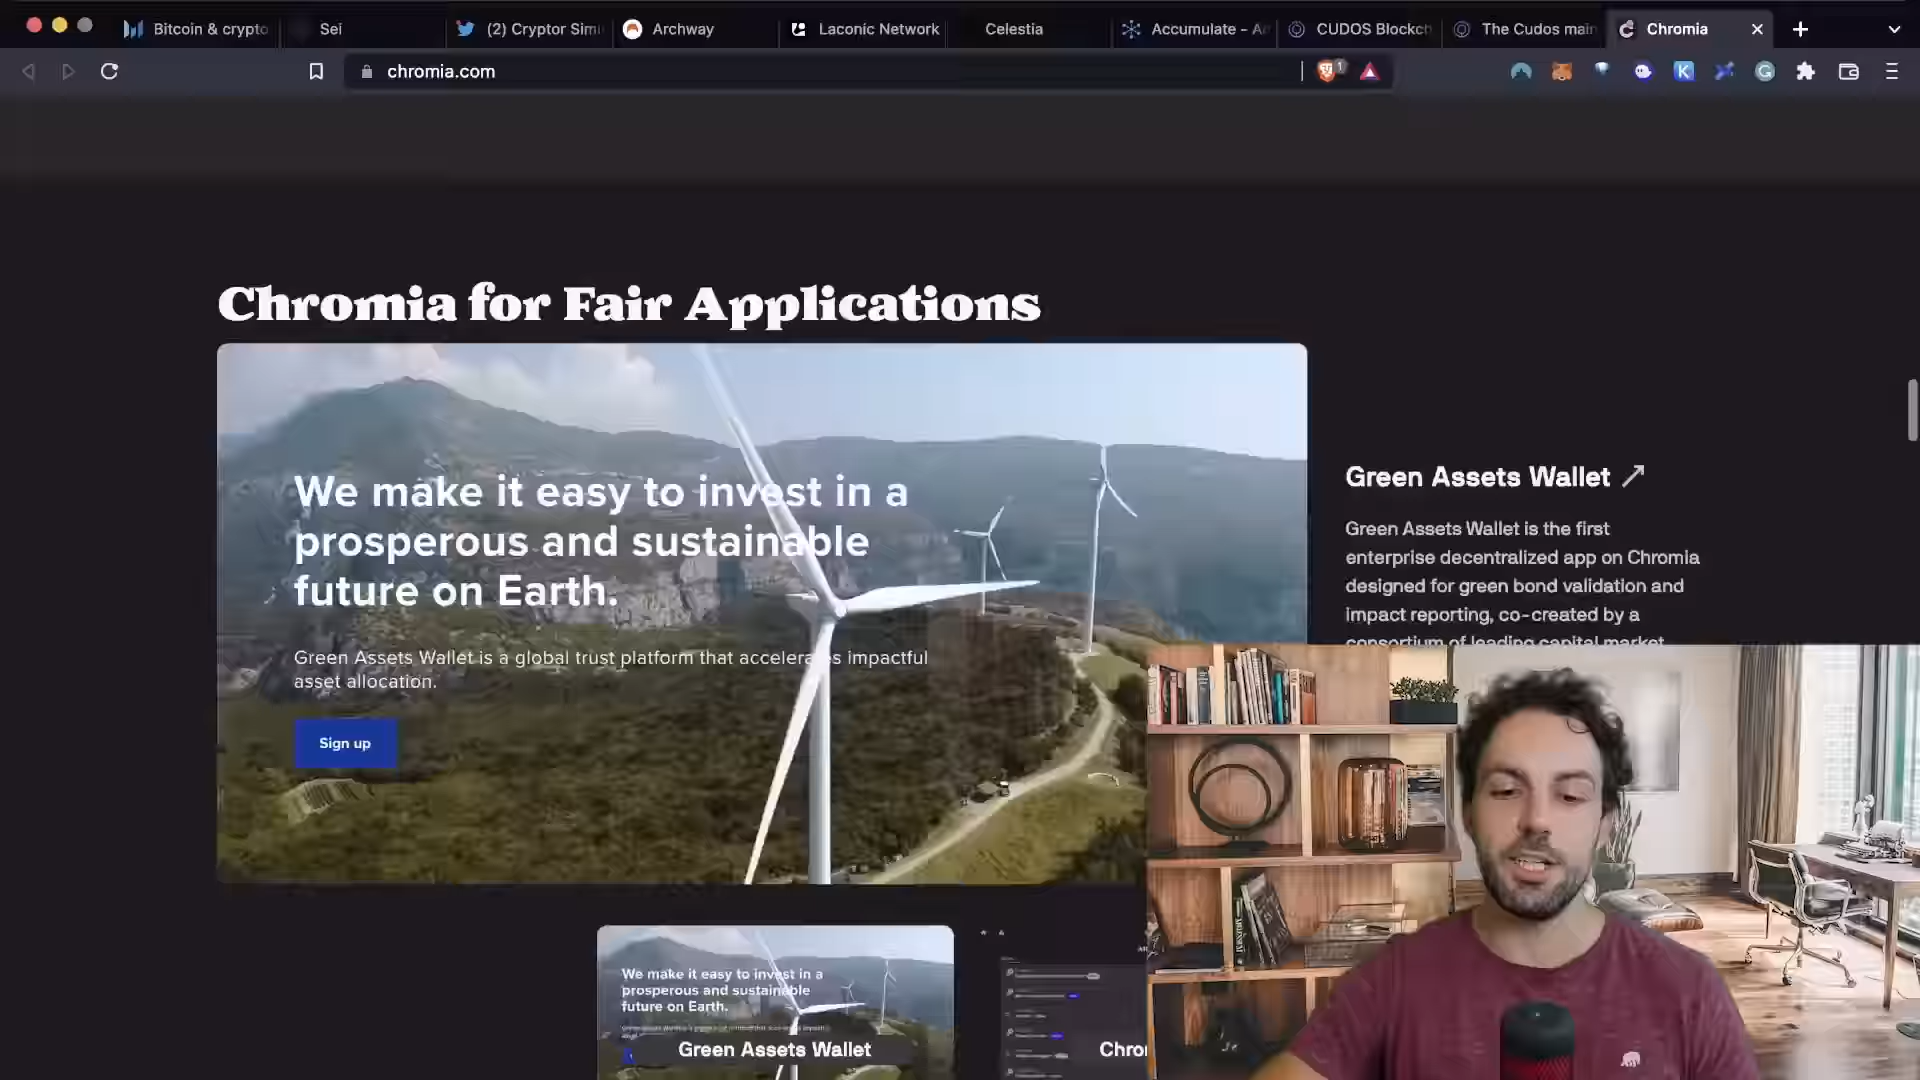 Bitcoin & crypto
Sei
(2) Cryptor Simi
Archway
Laconic Network
Celestia
Accumulate - A
CUDOS Blockch
The Cudos main
Chromia
chromia.com
1
Chromia for Fair Applications
We make it easy to invest in a
prosperous and sustainable
future on Earth.
Green Assets Wallet is a global trust platform that accelerates impactful
asset allocation.
Sign up
Green Assets Wallet ↗
Green Assets Wallet is the first
enterprise decentralized app on Chromia
designed for green bond validation and
impact reporting, co-created by a
consortium of leading capital market
We make it easy to invest in a
prosperous and sustainable
future on Earth.
Green Assets Wallet
Chro